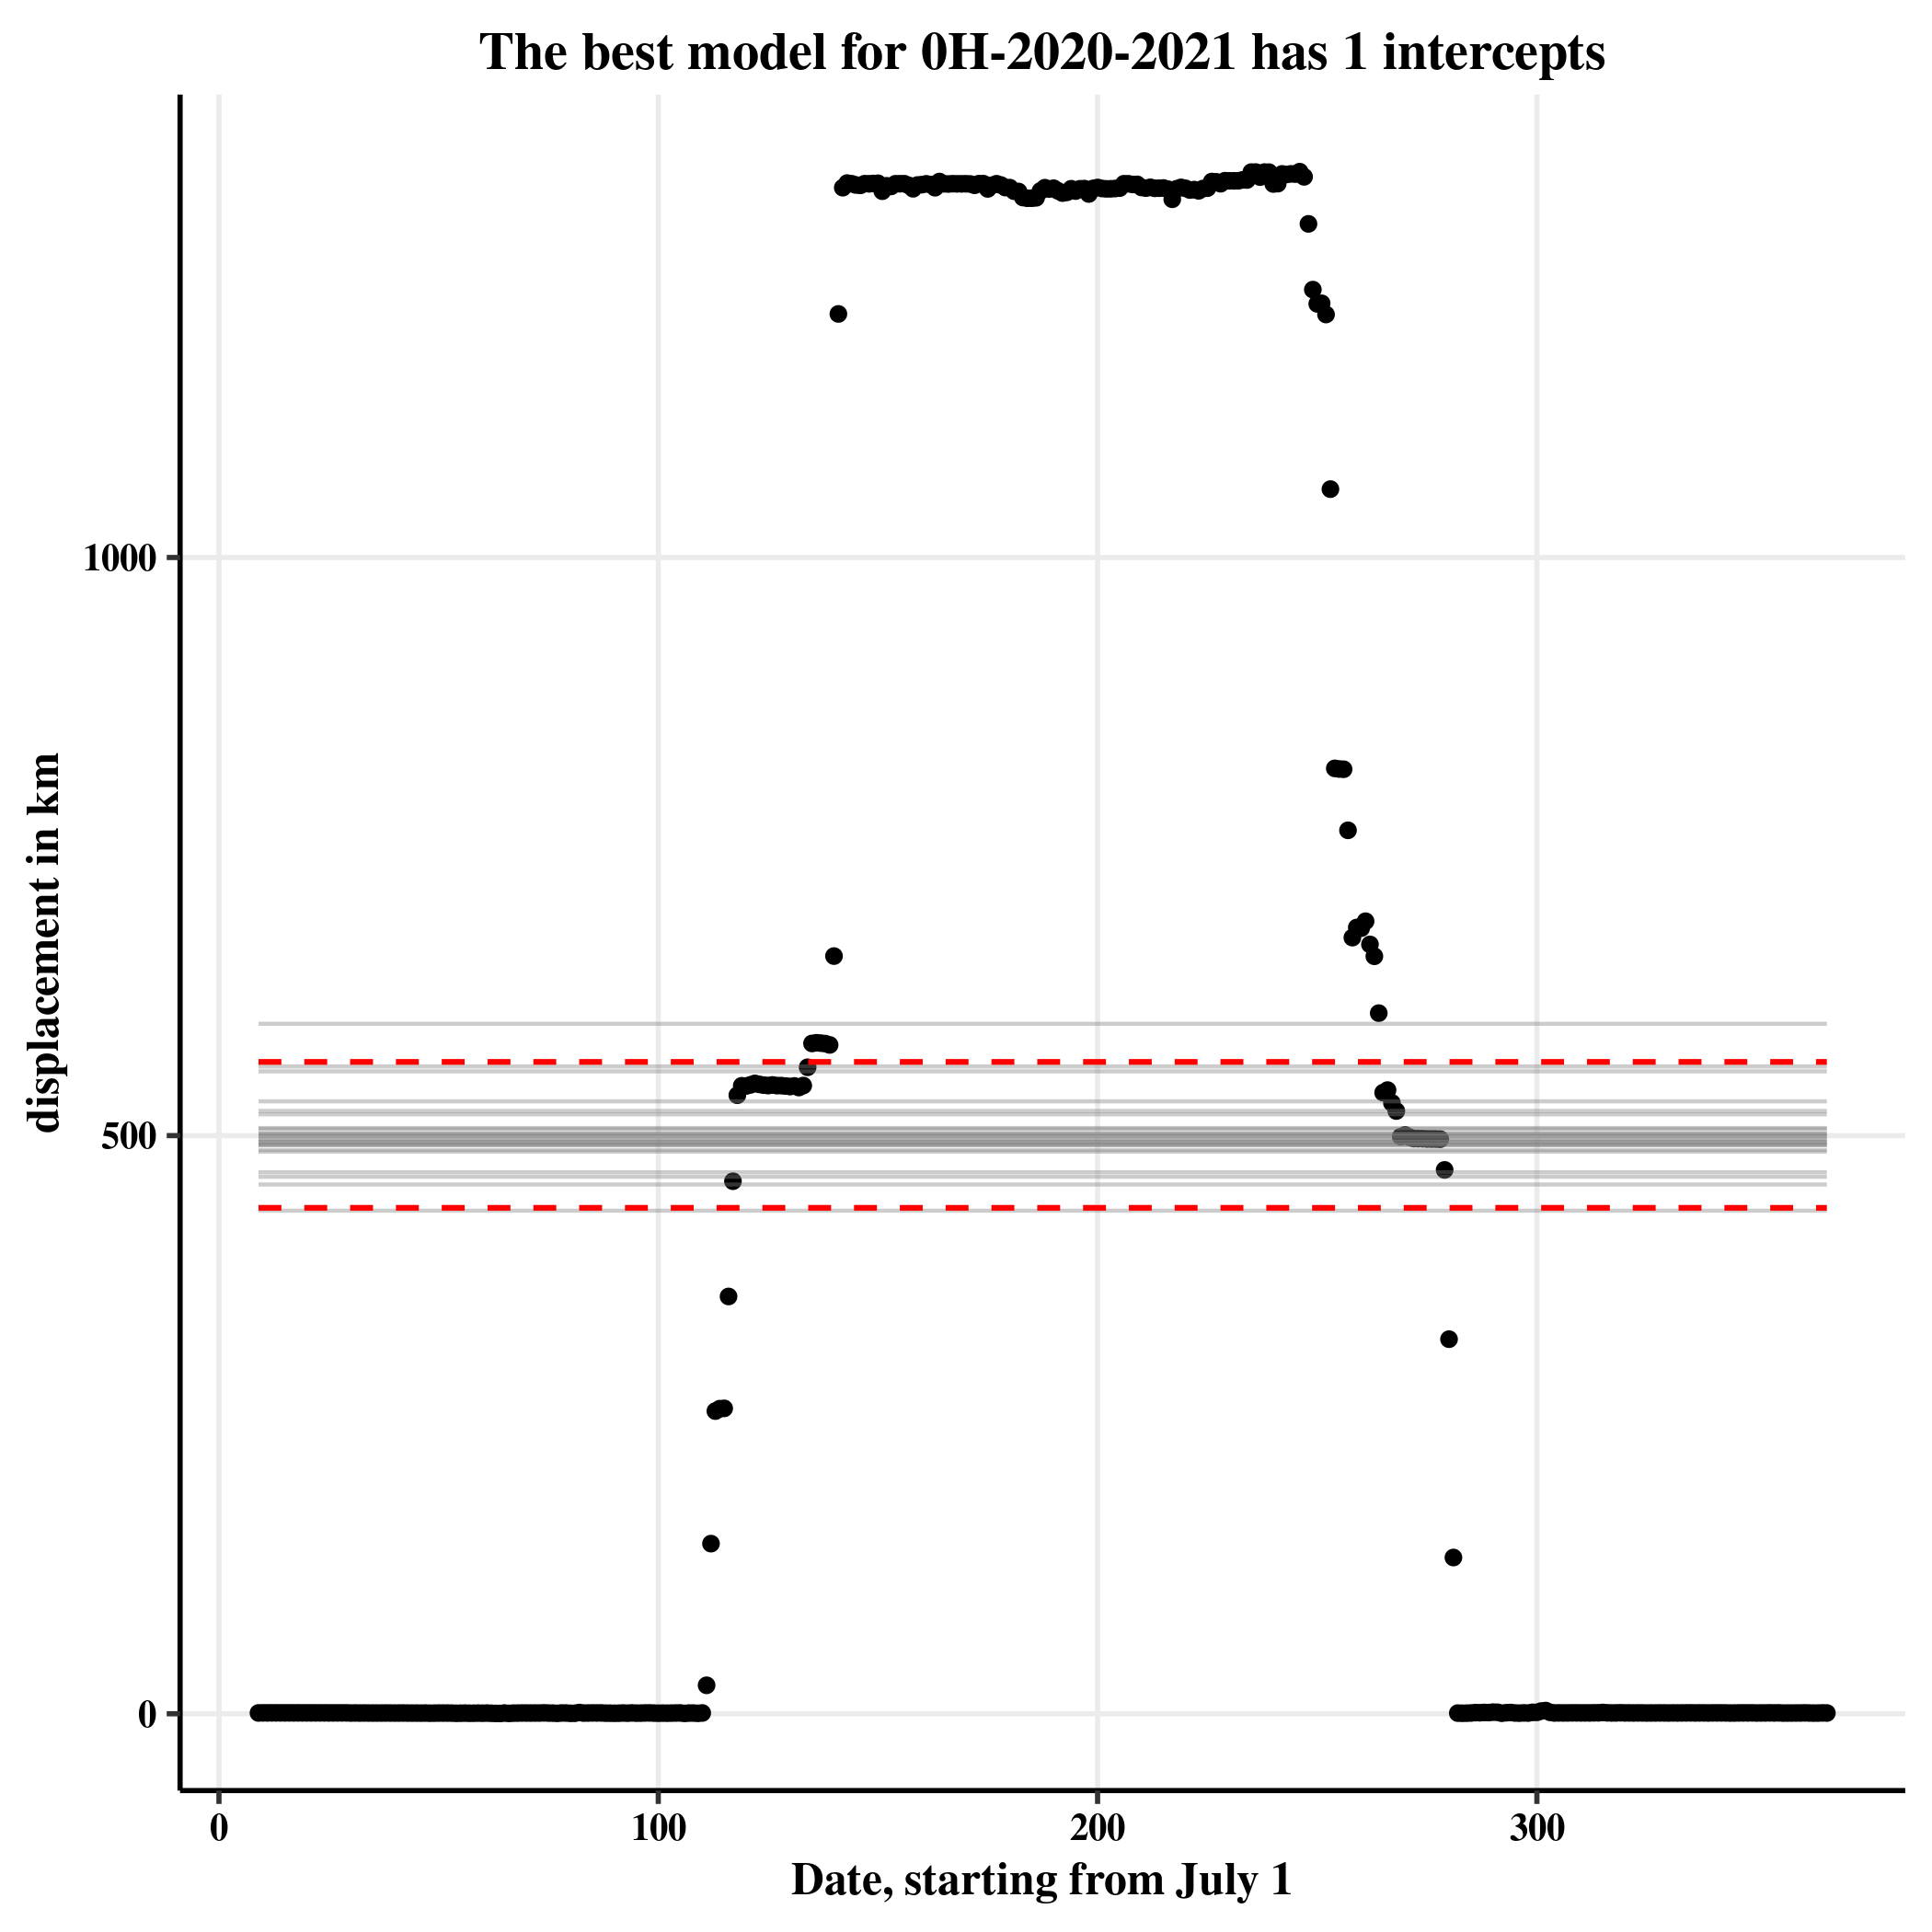 The best model for 0H-2020-2021 has 1 intercepts
displacement in km
1000
500
0
0 100 200 300
Date, starting from July 1